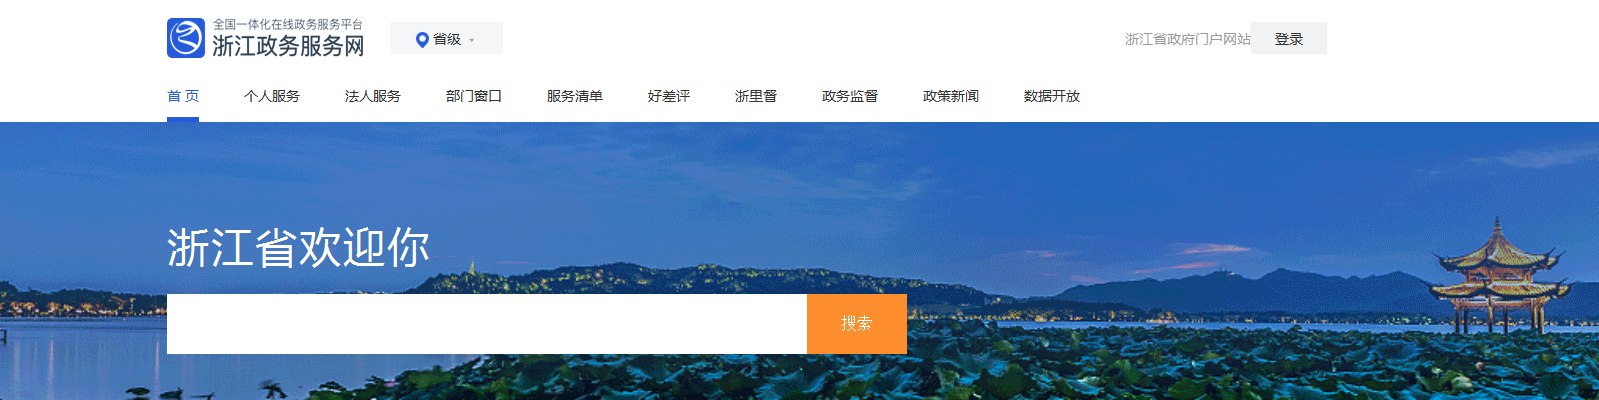 全国一体化在线政务服务平台
浙江政务服务网
省级
浙江省政府门户网站
登录
首 页 个人服务 法人服务 部门窗口 服务清单 好差评 浙里督 政务监督 政策新闻 数据开放
浙江省欢迎你
搜索